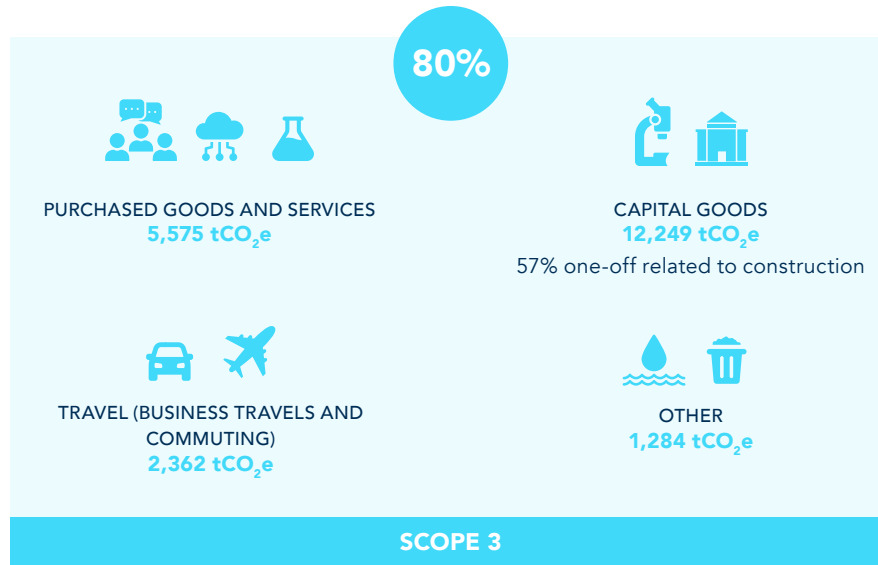 80%
PURCHASED GOODS AND SERVICES
5,575 tCO₂e
CAPITAL GOODS
12,249 tCO₂e
57% one-off related to construction
TRAVEL (BUSINESS TRAVELS AND
COMMUTING)
2,362 tCO₂e
OTHER
1,284 tCO₂e
SCOPE 3